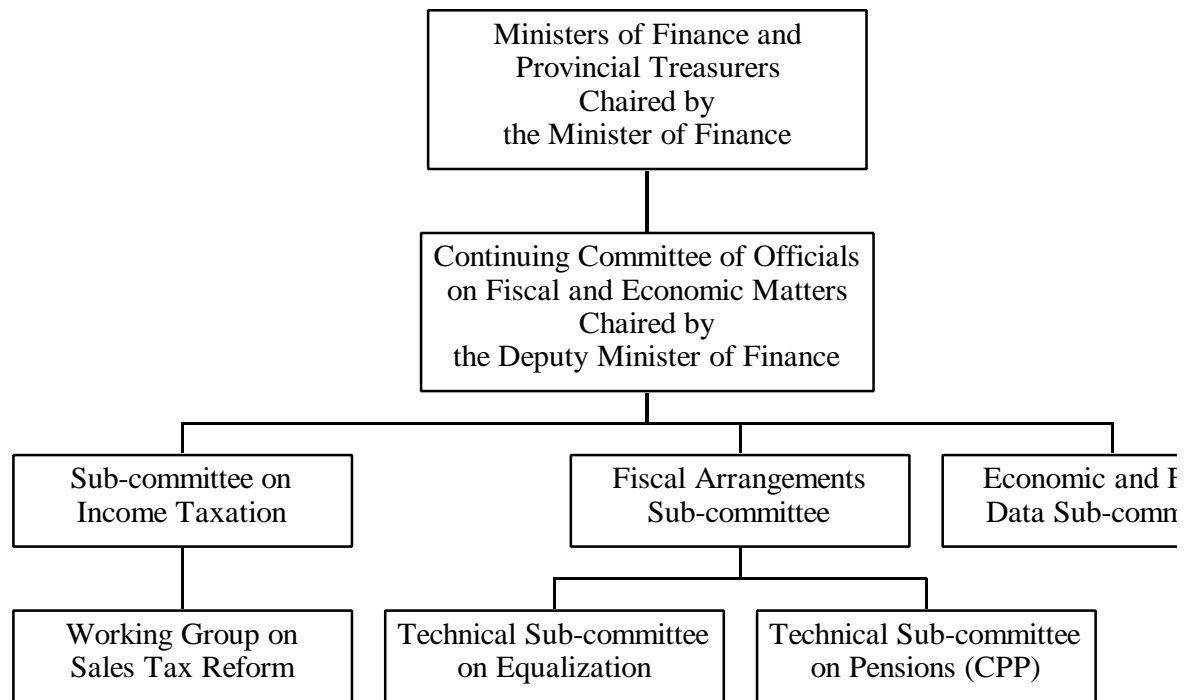 Ministers of Finance and
Provincial Treasurers
Chaired by
the Minister of Finance
Continuing Committee of Officials
on Fiscal and Economic Matters
Chaired by
the Deputy Minister of Finance
Sub-committee on
Income Taxation
Fiscal Arrangements
Sub-committee
Economic and
Data
Working Group on
Sales Tax Reform
Technical Sub-committee
on Equalization
Technical Sub-committee
on Pensions (CPP)